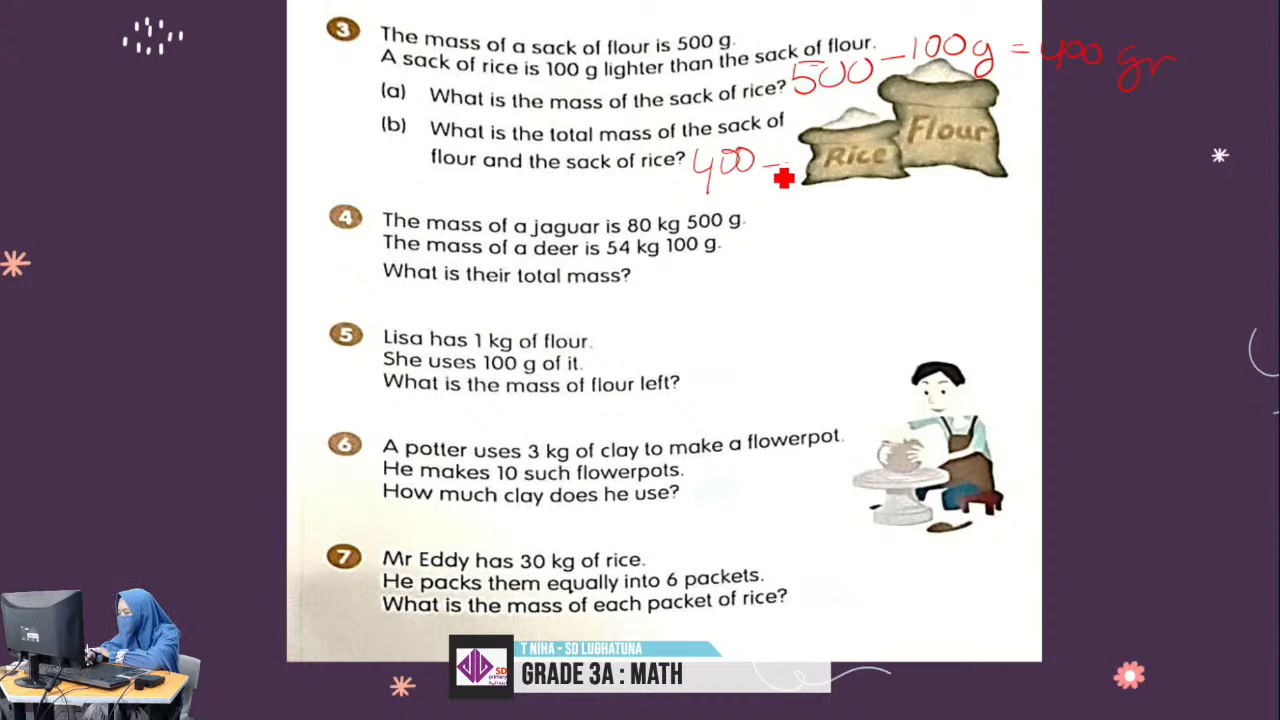 3 The mass of a sack of flour is 500 g.
A sack of rice is 100 g lighter than the sack of flour.
(a) What is the mass of the sack of rice?
500 - 100 g = 400 gr
(b) What is the total mass of the sack of
flour and the sack of rice?
400 -
Rice
Flour
4 The mass of a jaguar is 80 kg 500 g.
The mass of a deer is 54 kg 100 g.
What is their total mass?
5 Lisa has 1 kg of flour.
She uses 100 g of it.
What is the mass of flour left?
6 A potter uses 3 kg of clay to make a flowerpot.
He makes 10 such flowerpots.
How much clay does he use?
7 Mr Eddy has 30 kg of rice.
He packs them equally into 6 packets.
What is the mass of each packet of rice?
SD
primary
T NIHA - SD LUGHATUNA
GRADE 3A : MATH